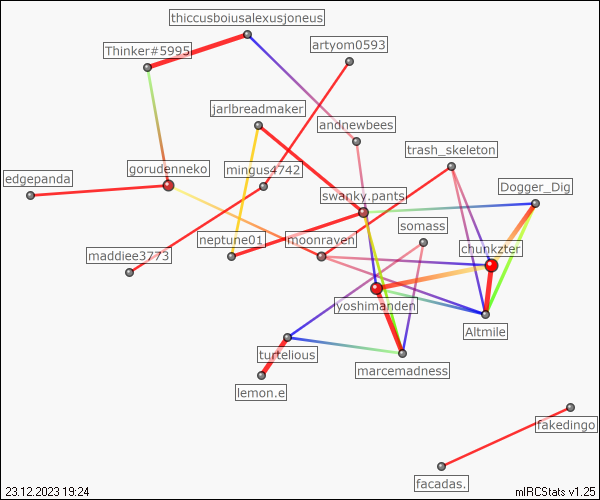 thiccusboiusalexusjoneus
artyom0593
Thinker#5995
jarlbreadmaker
andnewbees
trash_skeleton
gorudenneko
mingus4742
edgepanda
Dogger_Dig
swanky.pants
somass
neptune01
moonraven
chunkzter
maddiee3773
yoshimanden
Altmile
turtelious
marcemadness
lemon.e
fakedingo
facadas.
23.12.2023 19:24
mIRCStats v1.25